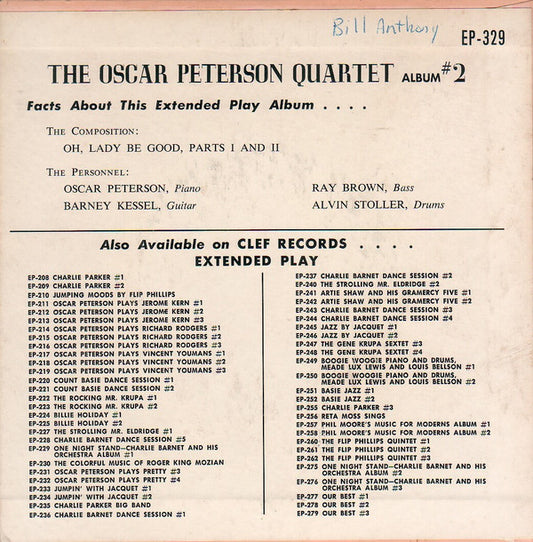 Bill Anthony
EP-329
THE OSCAR PETERSON QUARTET ALBUM #2
Facts About This Extended Play Album . . . .
THE COMPOSITION:
OH, LADY BE GOOD, PARTS I AND II
THE PERSONNEL:
OSCAR PETERSON, Piano
BARNEY KESSEL, Guitar
RAY BROWN, Bass
ALVIN STOLLER, Drums
Also Available on CLEF RECORDS . . . .
EXTENDED PLAY
EP-208 CHARLIE PARKER #1
EP-209 CHARLIE PARKER #2
EP-210 JUMPING MOODS BY FLIP PHILLIPS
EP-211 OSCAR PETERSON PLAYS JEROME KERN #1
EP-212 OSCAR PETERSON PLAYS JEROME KERN #2
EP-213 OSCAR PETERSON PLAYS JEROME KERN #3
EP-214 OSCAR PETERSON PLAYS RICHARD RODGERS #1
EP-215 OSCAR PETERSON PLAYS RICHARD RODGERS #2
EP-216 OSCAR PETERSON PLAYS RICHARD RODGERS #3
EP-217 OSCAR PETERSON PLAYS VINCENT YOUMANS #1
EP-218 OSCAR PETERSON PLAYS VINCENT YOUMANS #2
EP-219 OSCAR PETERSON PLAYS VINCENT YOUMANS #3
EP-220 COUNT BASIE DANCE SESSION #1
EP-221 COUNT BASIE DANCE SESSION #2
EP-222 THE ROCKING MR. KRUPA #1
EP-223 THE ROCKING MR. KRUPA #2
EP-224 BILLIE HOLIDAY #1
EP-225 BILLIE HOLIDAY #2
EP-227 THE STROLLING MR. ELDRIDGE #1
EP-228 CHARLIE BARNET DANCE SESSION #5
EP-229 ONE NIGHT STAND—CHARLIE BARNET AND HIS
ORCHESTRA ALBUM #1
EP-230 THE COLORFUL MUSIC OF ROGER KING MOZIAN
EP-231 OSCAR PETERSON PLAYS PRETTY #3
EP-232 OSCAR PETERSON PLAYS PRETTY #4
EP-233 JUMPIN' WITH JACQUET #1
EP-234 JUMPIN' WITH JACQUET #2
EP-235 CHARLIE PARKER BIG BAND
EP-236 CHARLIE BARNET DANCE SESSION #1
EP-237 CHARLIE BARNET DANCE SESSION #2
EP-240 THE STROLLING MR. ELDRIDGE #2
EP-241 ARTIE SHAW AND HIS GRAMERCY FIVE #1
EP-242 ARTIE SHAW AND HIS GRAMERCY FIVE #2
EP-243 CHARLIE BARNET DANCE SESSION #3
EP-244 CHARLIE BARNET DANCE SESSION #4
EP-245 JAZZ BY JACQUET #1
EP-246 JAZZ BY JACQUET #2
EP-247 THE GENE KRUPA SEXTET #3
EP-248 THE GENE KRUPA SEXTET #4
EP-249 BOOGIE WOOGIE PIANO AND DRUMS,
MEADE LUX LEWIS AND LOUIS BELLSON #1
EP-250 BOOGIE WOOGIE PIANO AND DRUMS,
MEADE LUX LEWIS AND LOUIS BELLSON #2
EP-251 BASIE JAZZ #1
EP-252 BASIE JAZZ #2
EP-255 CHARLIE PARKER #3
EP-256 RETA MOSS SINGS
EP-257 PHIL MOORE'S MUSIC FOR MODERNS ALBUM #1
EP-258 PHIL MOORE'S MUSIC FOR MODERNS ALBUM #2
EP-260 THE FLIP PHILLIPS QUINTET #1
EP-261 THE FLIP PHILLIPS QUINTET #2
EP-262 THE FLIP PHILLIPS QUINTET #3
EP-275 ONE NIGHT STAND—CHARLIE BARNET AND HIS
ORCHESTRA ALBUM #2
EP-276 ONE NIGHT STAND—CHARLIE BARNET AND HIS
ORCHESTRA ALBUM #3
EP-277 OUR BEST #1
EP-278 OUR BEST #2
EP-279 OUR BEST #3